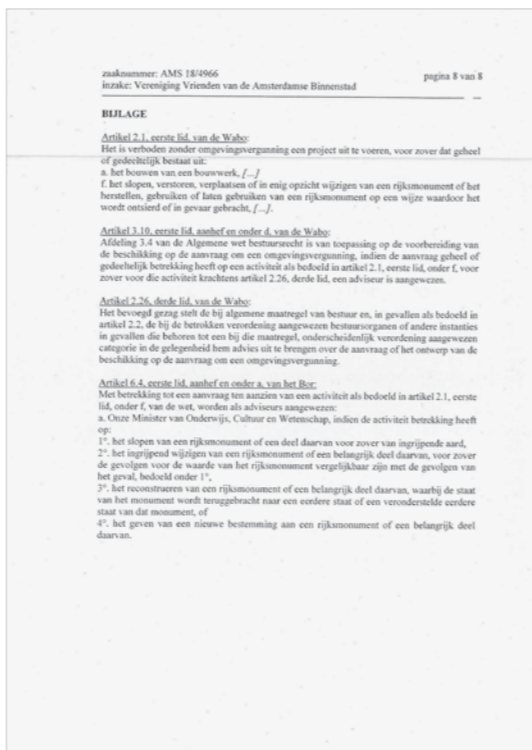 zaaknummer: AMS 18/4966 pagina 8 van 8
inzake: Vereniging Vrienden van de Amsterdamse Binnenstad
BIJLAGE
Artikel 2.1, eerste lid, van de Wabo:
Het is verboden zonder omgevingsvergunning een project uit te voeren, voor zover dat geheel
of gedeeltelijk bestaat uit:
a. het bouwen van een bouwwerk, [...]
f. het slopen, verstoren, verplaatsen of in enig opzicht wijzigen van een rijksmonument of het
herstellen, gebruiken of laten gebruiken van een rijksmonument op een wijze waardoor het
wordt ontsierd of in gevaar gebracht, [...].
Artikel 3.10, eerste lid, aanhef en onder d, van de Wabo:
Afdeling 3.4 van de Algemene wet bestuursrecht is van toepassing op de voorbereiding van
de beschikking op de aanvraag om een omgevingsvergunning, indien de aanvraag geheel of
gedeeltelijk betrekking heeft op een activiteit als bedoeld in artikel 2.1, eerste lid, onder f, voor
zover voor die activiteit krachtens artikel 2.26, derde lid, een adviseur is aangewezen.
Artikel 2.26, derde lid, van de Wabo:
Het bevoegd gezag stelt de bij algemene maatregel van bestuur en, in gevallen als bedoeld in
artikel 2.2, de bij de betrokken verordening aangewezen bestuursorganen of andere instanties
in gevallen die behoren tot een bij die maatregel, onderscheidenlijk verordening aangewezen
categorie in de gelegenheid hem advies uit te brengen over de aanvraag of het ontwerp van de
beschikking op de aanvraag om een omgevingsvergunning.
Artikel 6.4, eerste lid, aanhef en onder a, van het Bor:
Met betrekking tot een aanvraag ten aanzien van een activiteit als bedoeld in artikel 2.1, eerste
lid, onder f, van de wet, worden als adviseurs aangewezen:
a. Onze Minister van Onderwijs, Cultuur en Wetenschap, indien de activiteit betrekking heeft
op:
1°. het slopen van een rijksmonument of een deel daarvan voor zover van ingrijpende aard,
2°. het ingrijpend wijzigen van een rijksmonument of een belangrijk deel daarvan, voor zover
de gevolgen voor de waarde van het rijksmonument vergelijkbaar zijn met de gevolgen van
het geval, bedoeld onder 1°,
3°. het reconstrueren van een rijksmonument of een belangrijk deel daarvan, waarbij de staat
van het monument wordt teruggebracht naar een eerdere staat of een veronderstelde eerdere
staat van dat monument, of
4°. het geven van een nieuwe bestemming aan een rijksmonument of een belangrijk deel
daarvan.